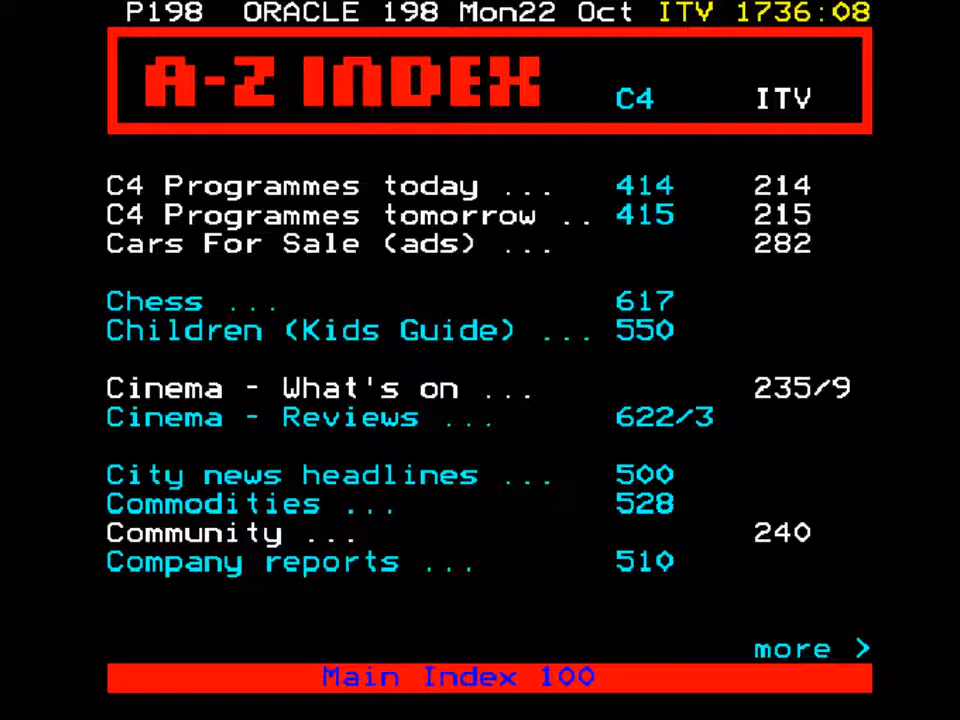 P198 ORACLE 198 Mon22 Oct ITV 1736:08
A-Z INDEX C4 ITV
C4 Programmes today ... 414 214
C4 Programmes tomorrow .. 415 215
Cars For Sale (ads) ... 282
Chess ... 617
Children (Kids Guide) ... 550
Cinema - What's on ... 235/9
Cinema - Reviews ... 622/3
City news headlines ... 500
Commodities ... 528
Community ... 240
Company reports ... 510
more >
Main Index 100